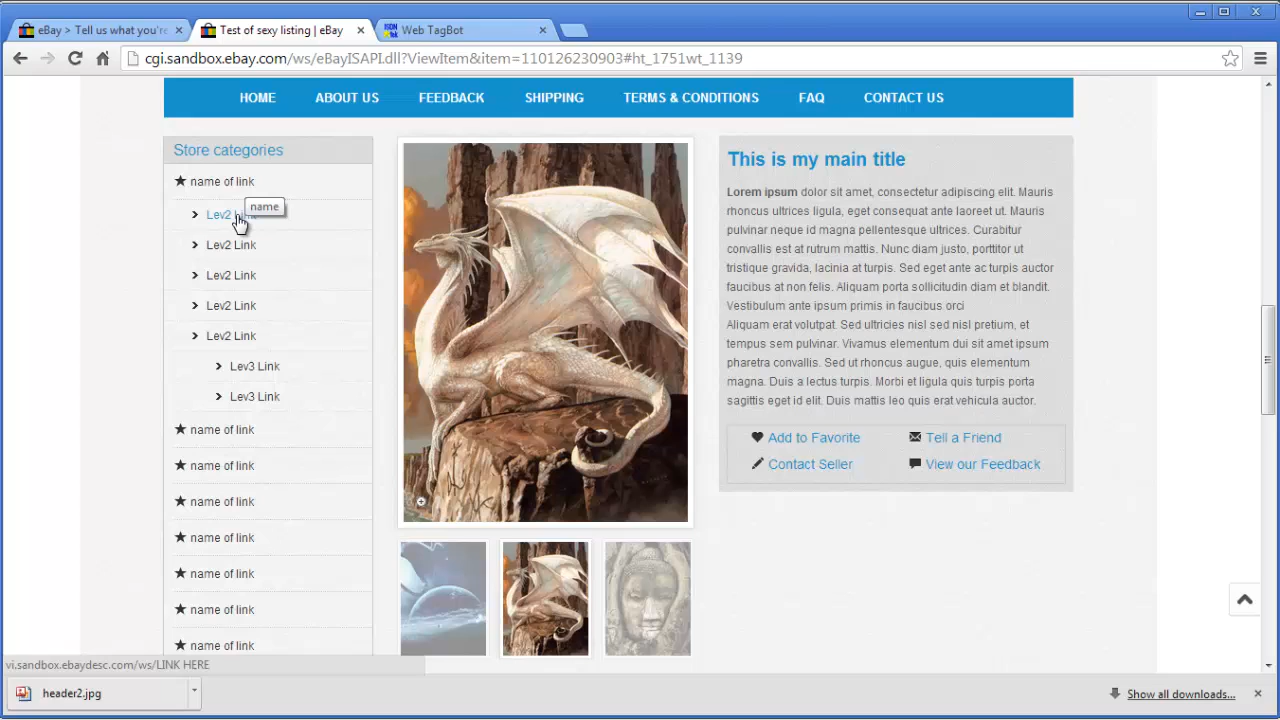 eBay > Tell us what you're
Test of sexy listing | eBay
Web TagBot
cgi.sandbox.ebay.com/ws/eBayISAPI.dll?ViewItem&item=110126230903#ht_1751wt_1139
HOME ABOUT US FEEDBACK SHIPPING TERMS & CONDITIONS FAQ CONTACT US
Store categories
name of link
Lev2 Link
name
Lev2 Link
Lev2 Link
Lev2 Link
Lev2 Link
Lev3 Link
Lev3 Link
name of link
name of link
name of link
name of link
name of link
name of link
name of link
This is my main title
Lorem ipsum dolor sit amet, consectetur adipiscing elit. Mauris
rhoncus ultrices ligula, eget consequat ante laoreet ut. Mauris
pulvinar neque id magna pellentesque ultrices. Curabitur
convallis est at rutrum mattis. Nunc diam justo, porttitor ut
tristique gravida, lacinia at turpis. Sed eget ante ac turpis auctor
faucibus at non felis. Aliquam porta sollicitudin diam et blandit.
Vestibulum ante ipsum primis in faucibus orci
Aliquam erat volutpat. Sed ultricies nisl sed nisl pretium, et
tempus sem pulvinar. Vivamus elementum dui sit amet ipsum
pharetra convallis. Sed ut rhoncus augue, quis elementum
magna. Duis a lectus turpis. Morbi et ligula quis turpis porta
sagittis eget id elit. Duis mattis leo quis erat vehicula auctor.
Add to Favorite
Tell a Friend
Contact Seller
View our Feedback
vi.sandbox.ebaydesc.com/ws/LINK HERE
header2.jpg
Show all downloads...